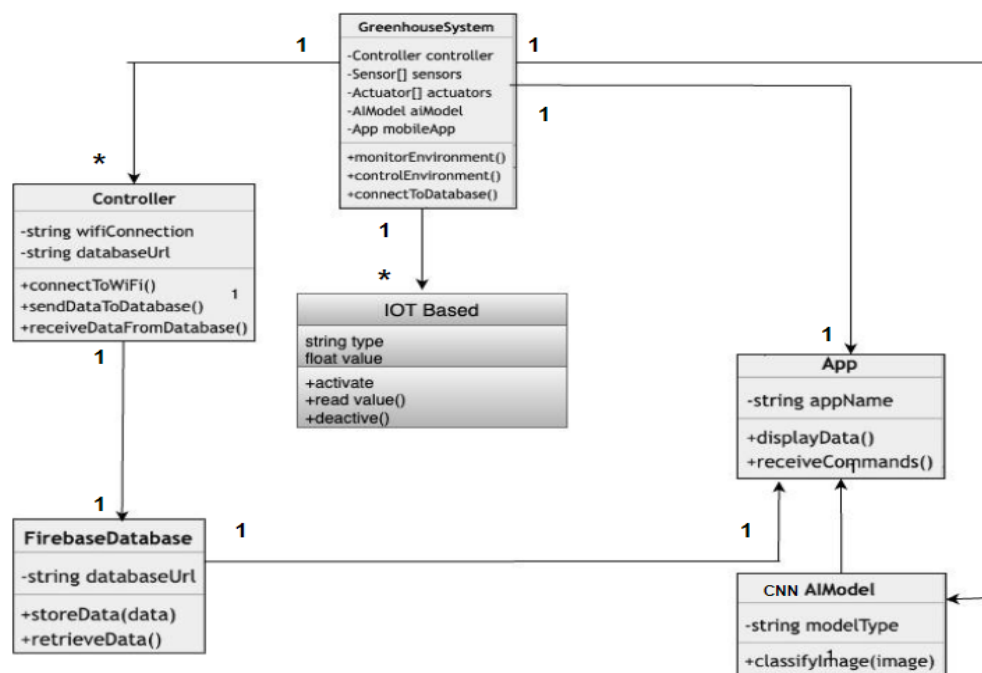 GreenhouseSystem
-Controller controller
-Sensor[] sensors
-Actuator[] actuators
-AIModel aiModel
-App mobileApp
+monitorEnvironment()
+controlEnvironment()
+connectToDatabase()
1
1
1
*
Controller
-string wifiConnection
-string databaseUrl
+connectToWiFi()
+sendDataToDatabase()
1
+receiveDataFromDatabase()
1
*
IOT Based
string type
float value
+activate
+read value()
+deactive()
1
1
App
-string appName
+displayData()
+receiveCommands()
1
1
FirebaseDatabase
-string databaseUrl
+storeData(data)
+retrieveData()
1
1
CNN AIModel
-string modelType
1
+classifyImage(image)